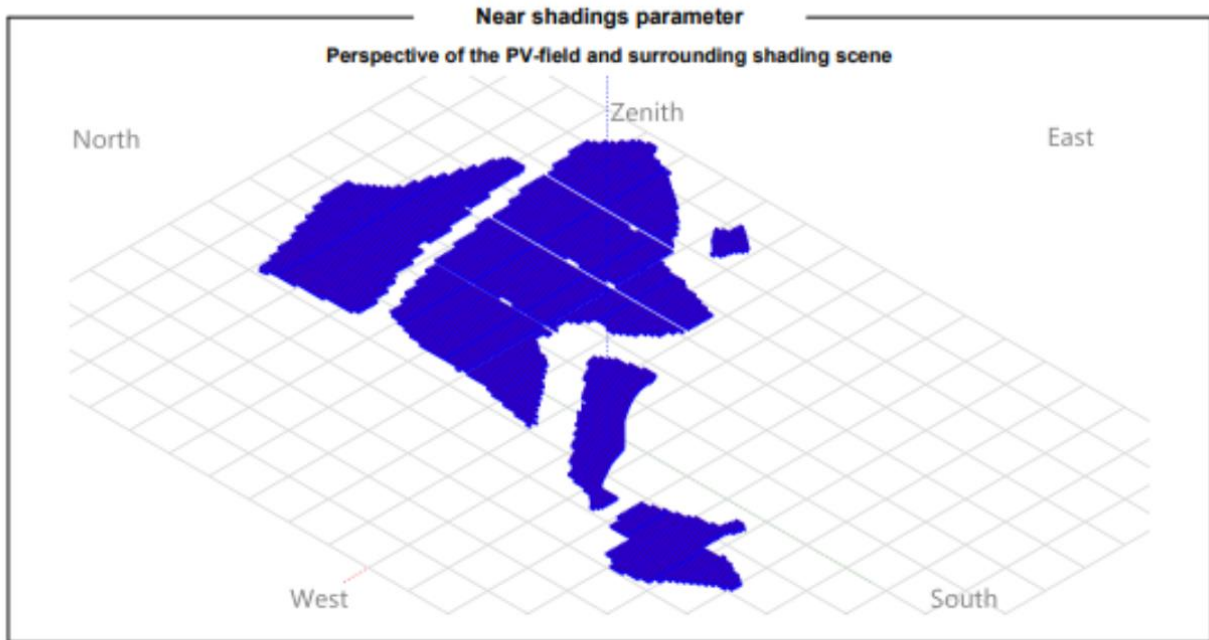 Near shadings parameter
Perspective of the PV-field and surrounding shading scene
Zenith
North
East
West
South